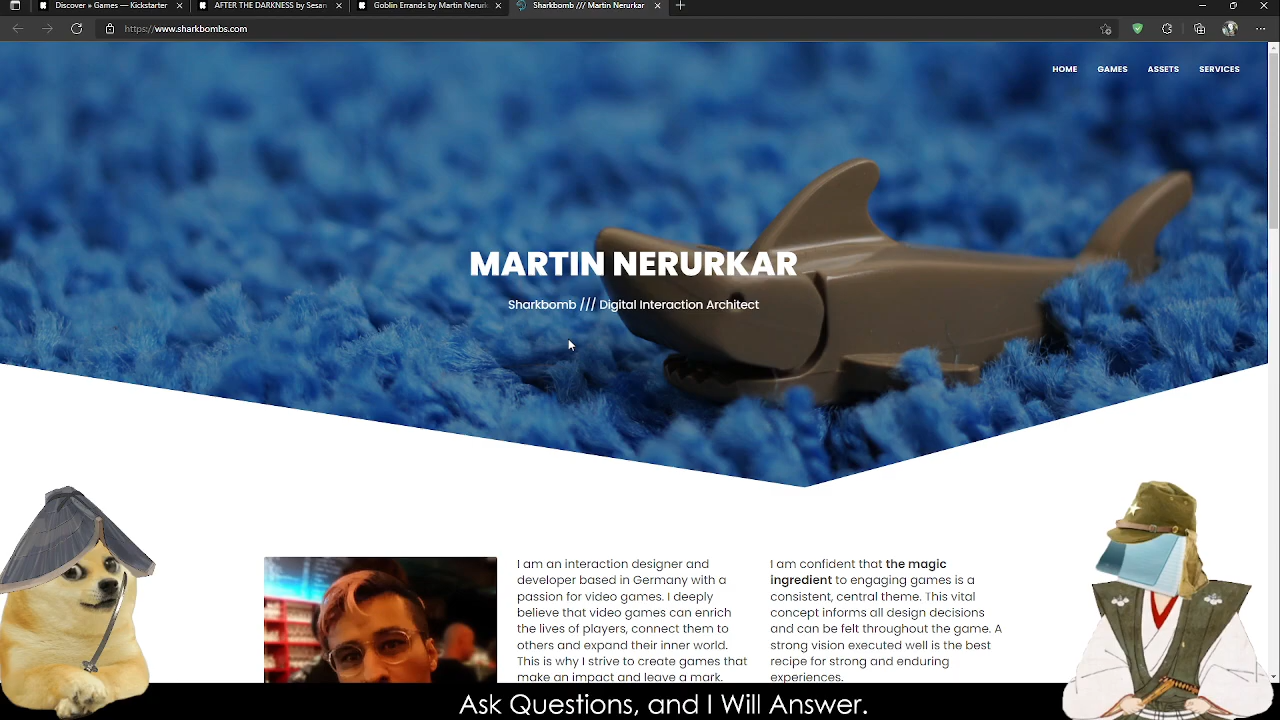 Discover » Games — Kickstarter
AFTER THE DARKNESS by Sesan
Goblin Errands by Martin Nerurk
Sharkbomb /// Martin Nerurkar
https://www.sharkbombs.com
HOME GAMES ASSETS SERVICES
MARTIN NERURKAR
Sharkbomb /// Digital Interaction Architect
I am an interaction designer and
developer based in Germany with a
passion for video games. I deeply
believe that video games can enrich
the lives of players, connect them to
others and expand their inner world.
This is why I strive to create games that
make an impact and leave a mark.
I am confident that the magic
ingredient to engaging games is a
consistent, central theme. This vital
concept informs all design decisions
and can be felt throughout the game. A
strong vision executed well is the best
recipe for strong and enduring
experiences.
Ask Questions, and I Will Answer.